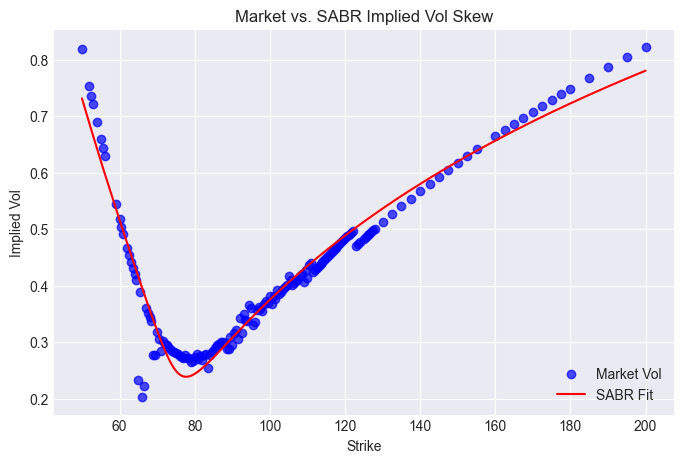 Market vs. SABR Implied Vol Skew
Implied Vol
0.8
0.7
0.6
0.5
0.4
0.3
0.2
60 80 100 120 140 160 180 200
Strike
Market Vol
SABR Fit